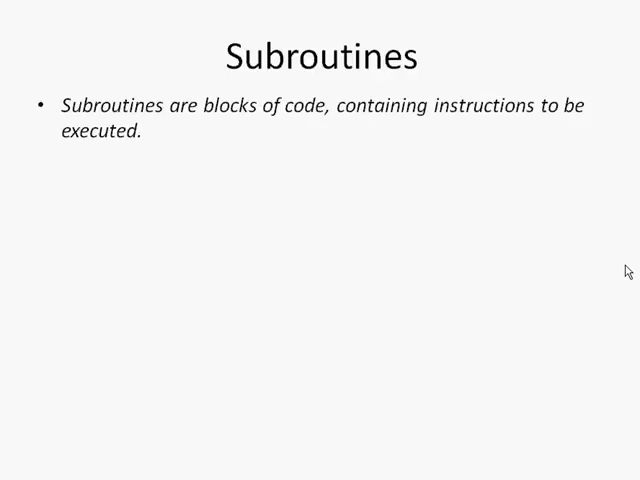 Subroutines
• Subroutines are blocks of code, containing instructions to be
executed.